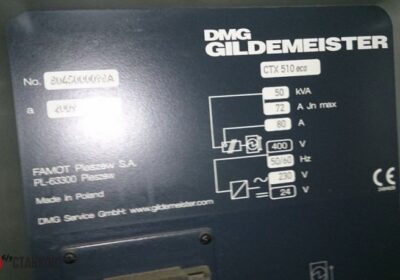 DMG
GILDEMEISTER
No.
CTX 510 eco
50 kVA
72 A Jn max
a
80 A
400 V
50/60 Hz
230 V
24 V
FAMOT Pleszew S.A.
PL-63300 Pleszew
Made in Poland
DMG Service GmbH: www.gildemeister.com
CE